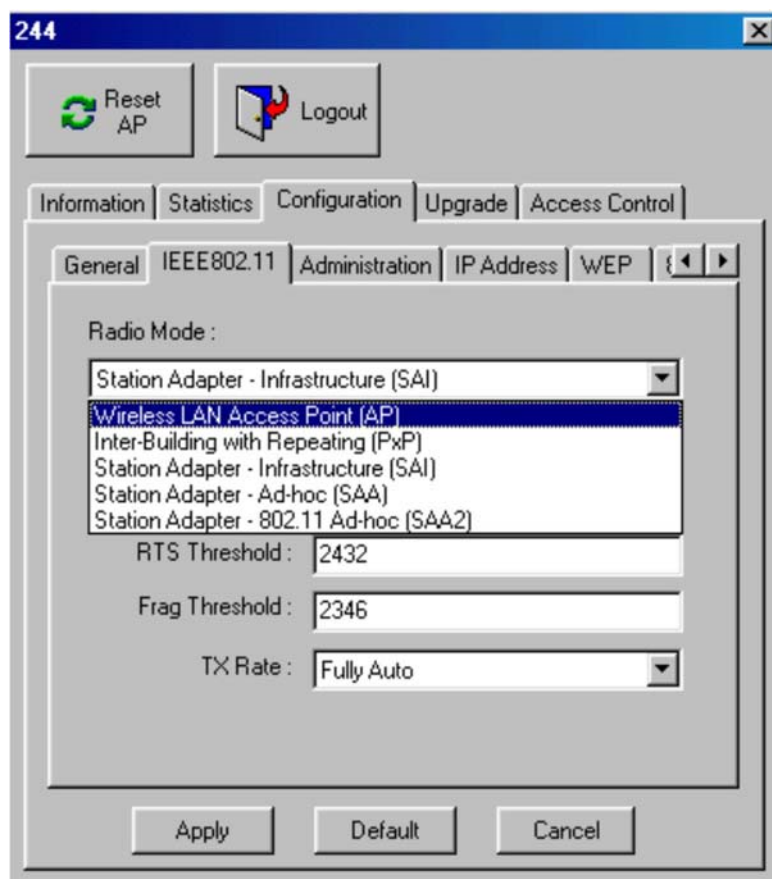 244
Reset AP
Logout
Information Statistics Configuration Upgrade Access Control
General IEEE802.11 Administration IP Address WEP
Radio Mode :
Station Adapter - Infrastructure (SAI)
Wireless LAN Access Point (AP)
Inter-Building with Repeating (PxP)
Station Adapter - Infrastructure (SAI)
Station Adapter - Ad-hoc (SAA)
Station Adapter - 802.11 Ad-hoc (SAA2)
RTS Threshold : 2432
Frag Threshold : 2346
TX Rate : Fully Auto
Apply Default Cancel